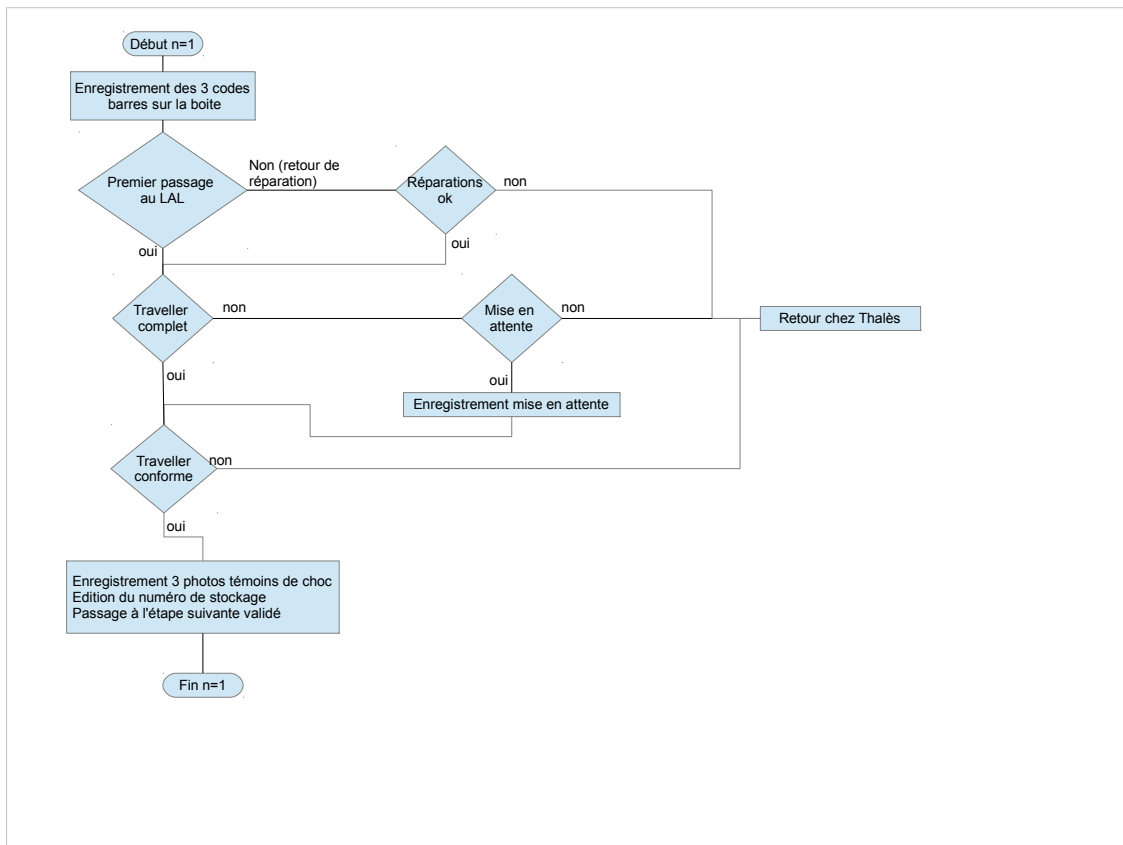 Début n=1
Enregistrement des 3 codes
barres sur la boite
Non (retour de
réparation)
Premier passage
au LAL
Réparations
ok
non
oui
oui
Traveller
complet
non
Mise en
attente
non
Retour chez Thalès
oui
oui
Enregistrement mise en attente
Traveller
conforme
non
oui
Enregistrement 3 photos témoins de choc
Edition du numéro de stockage
Passage à l'étape suivante validé
Fin n=1